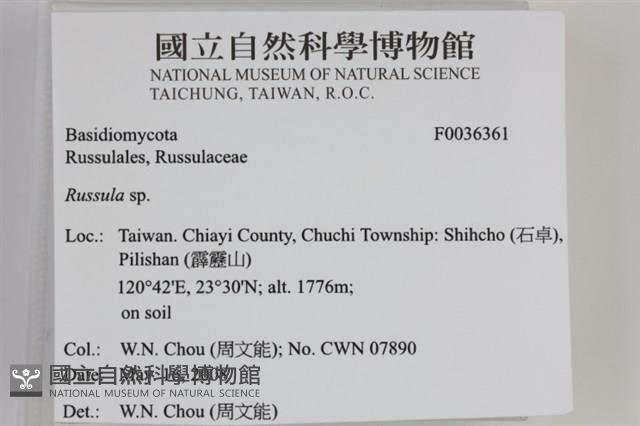 國立自然科學博物館
NATIONAL MUSEUM OF NATURAL SCIENCE
TAICHUNG, TAIWAN, R.O.C.
Basidiomycota F0036361
Russulales, Russulaceae
Russula sp.
Loc.: Taiwan. Chiayi County, Chuchi Township: Shihcho (石卓),
Pilishan (霹靂山)
120°42'E, 23°30'N; alt. 1776m;
on soil
Col.: W.N. Chou (周文能); No. CWN 07890
國立自然科學博物館
NATIONAL MUSEUM OF NATURAL SCIENCE
Det.: W.N. Chou (周文能)